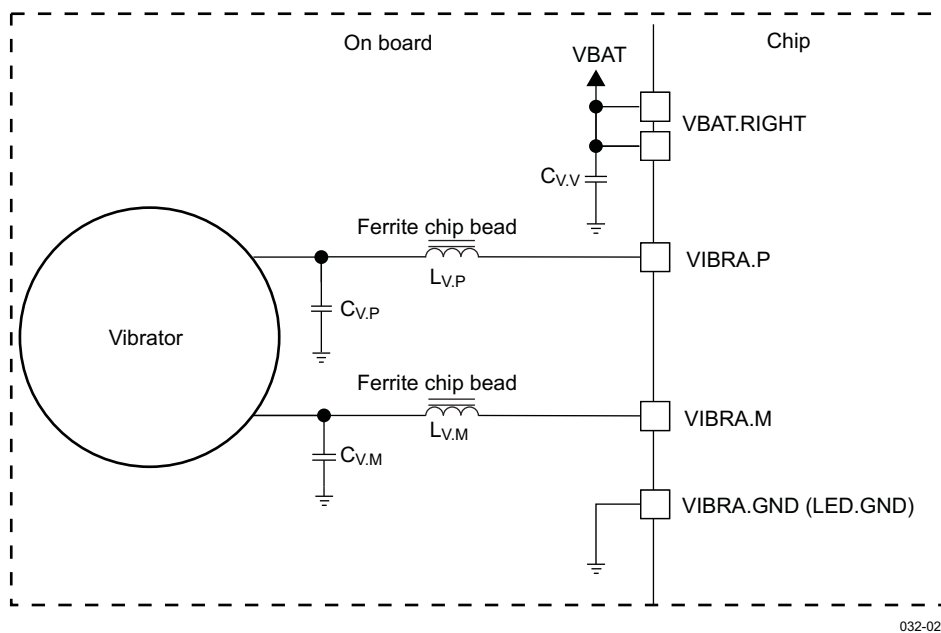 On board
Chip
VBAT
VBAT.RIGHT
CV.V
Ferrite chip bead
LV.P
VIBRA.P
CV.P
Vibrator
Ferrite chip bead
LV.M
VIBRA.M
CV.M
VIBRA.GND (LED.GND)
032-02